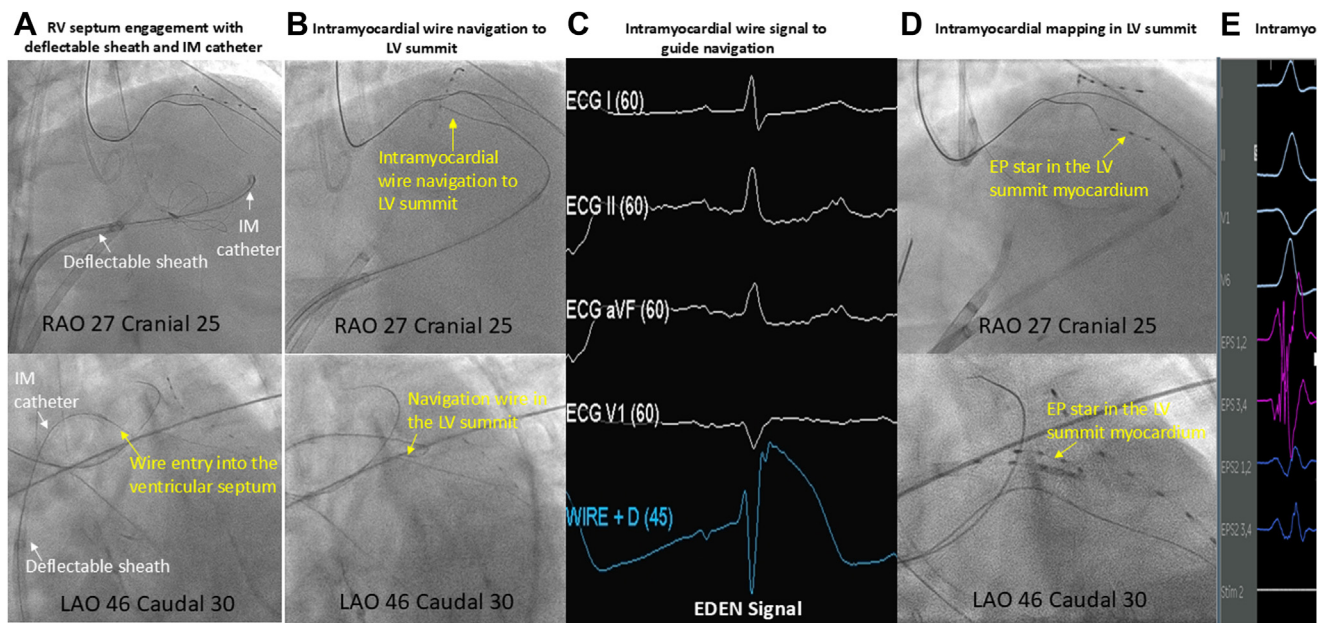 A
RV septum engagement with
deflectable sheath and IM catheter
IM
catheter
Deflectable sheath
RAO 27 Cranial 25
IM
catheter
Wire entry into the
ventricular septum
Deflectable sheath
LAO 46 Caudal 30
B
Intramyocardial wire navigation to
LV summit
Intramyocardial
wire navigation to
LV summit
RAO 27 Cranial 25
Navigation wire in
the LV summit
LAO 46 Caudal 30
C
Intramyocardial wire signal to
guide navigation
ECG I (60)
ECG II (60)
ECG aVF (60)
ECG V1 (60)
WIRE + D (45)
EDEN Signal
D
Intramyocardial mapping in LV summit
EP star in the LV
summit myocardium
RAO 27 Cranial 25
EP star in the LV
summit myocardium
LAO 46 Caudal 30
E
Intramyo
I
II
V1
V6
EPS 1,2
EPS 3,4
EPS2 1,2
EPS2 3,4
Stim 2